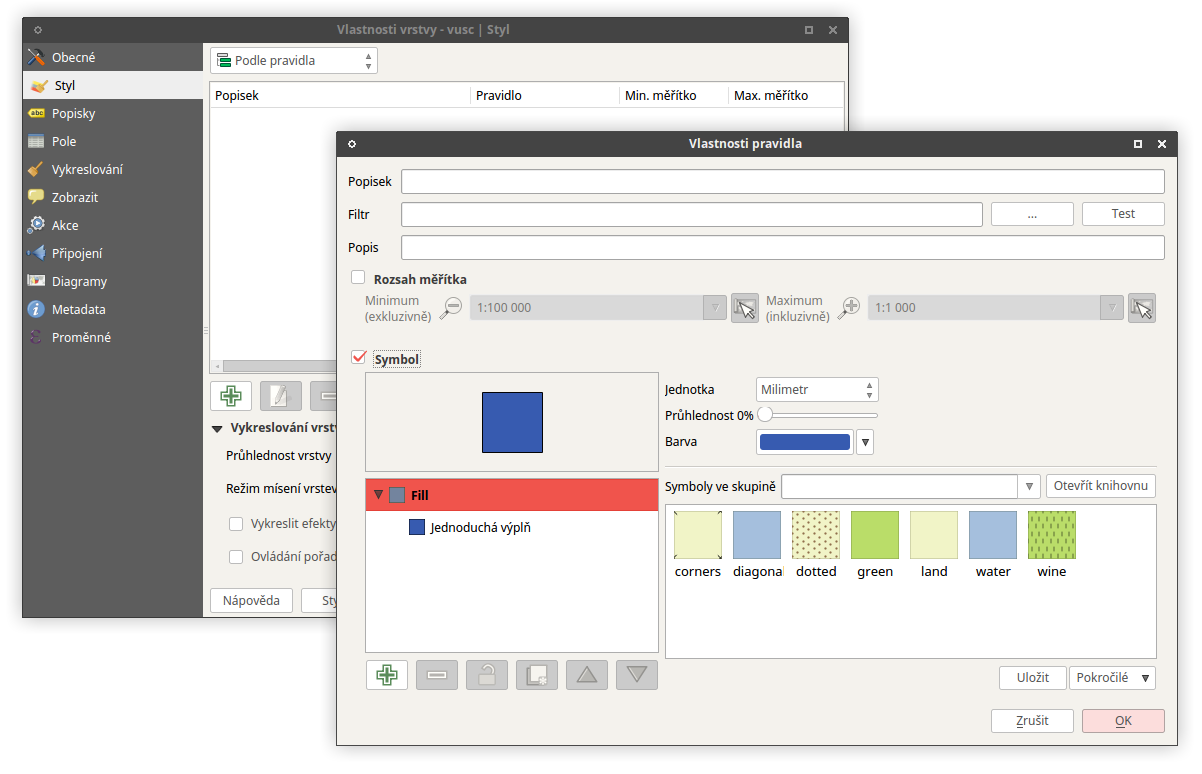 Vlastnosti vrstvy - vusc | Styl
Obecné
Styl
Popisky
Pole
Vykreslování
Zobrazit
Akce
Připojení
Diagramy
Metadata
Proměnné
Podle pravidla
Popisek Pravidlo Min. měřítko Max. měřítko
Vykreslování vrst
Průhlednost vrstvy
Režim mísení vrstev
Vykreslit efekty
Ovládání pořad
Nápověda Sty
Vlastnosti pravidla
Popisek
Filtr ... Test
Popis
Rozsah měřítka
Minimum
(exkluzivně)
1:100 000
Maximum
(inkluzivně)
1:1 000
Symbol
Fill
Jednoduchá výplň
Jednotka Milimetr
Průhlednost 0%
Barva
Symboly ve skupině Otevřít knihovnu
corners diagonal dotted green land water wine
Uložit Pokročilé
Zrušit OK